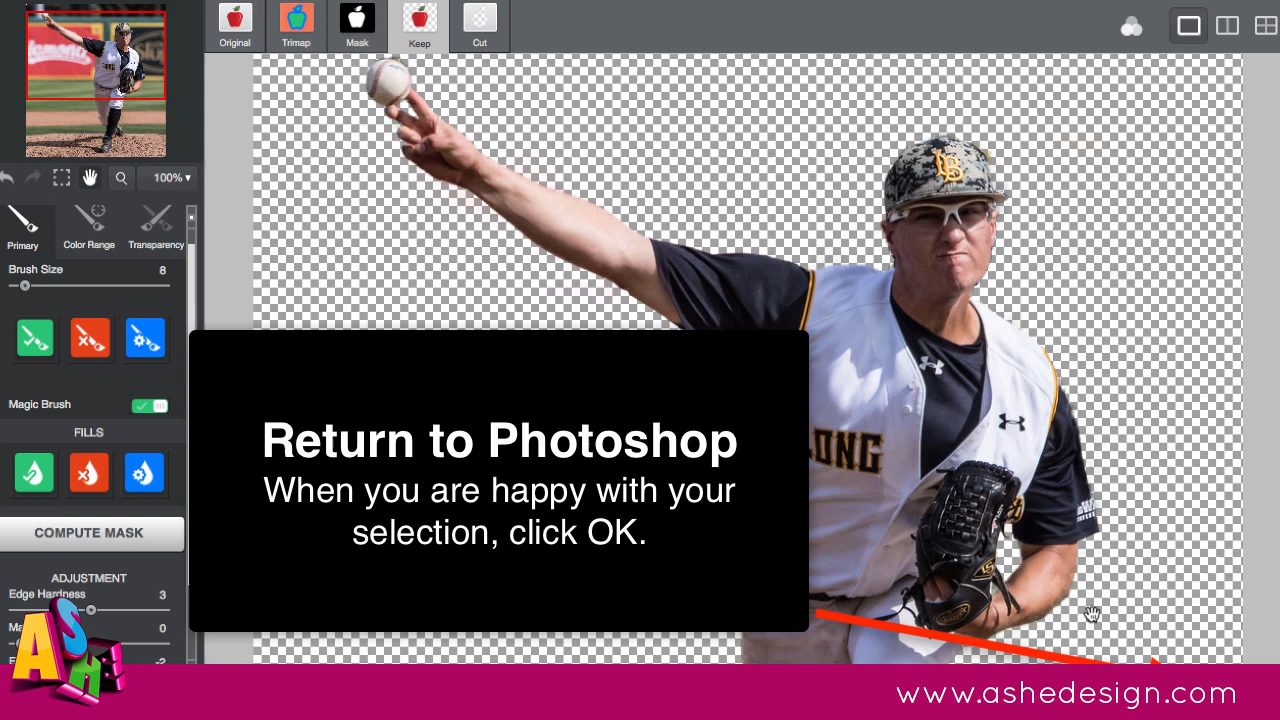 Original
Trimap
Mask
Keep
Cut
100%
Primary
Color Range
Transparency
Brush Size 8
Magic Brush
FILLS
COMPUTE MASK
ADJUSTMENT
Edge Hardness 3
0
-2
LB
LONG
Return to Photoshop
When you are happy with your
selection, click OK.
ASHE
www.ashedesign.com